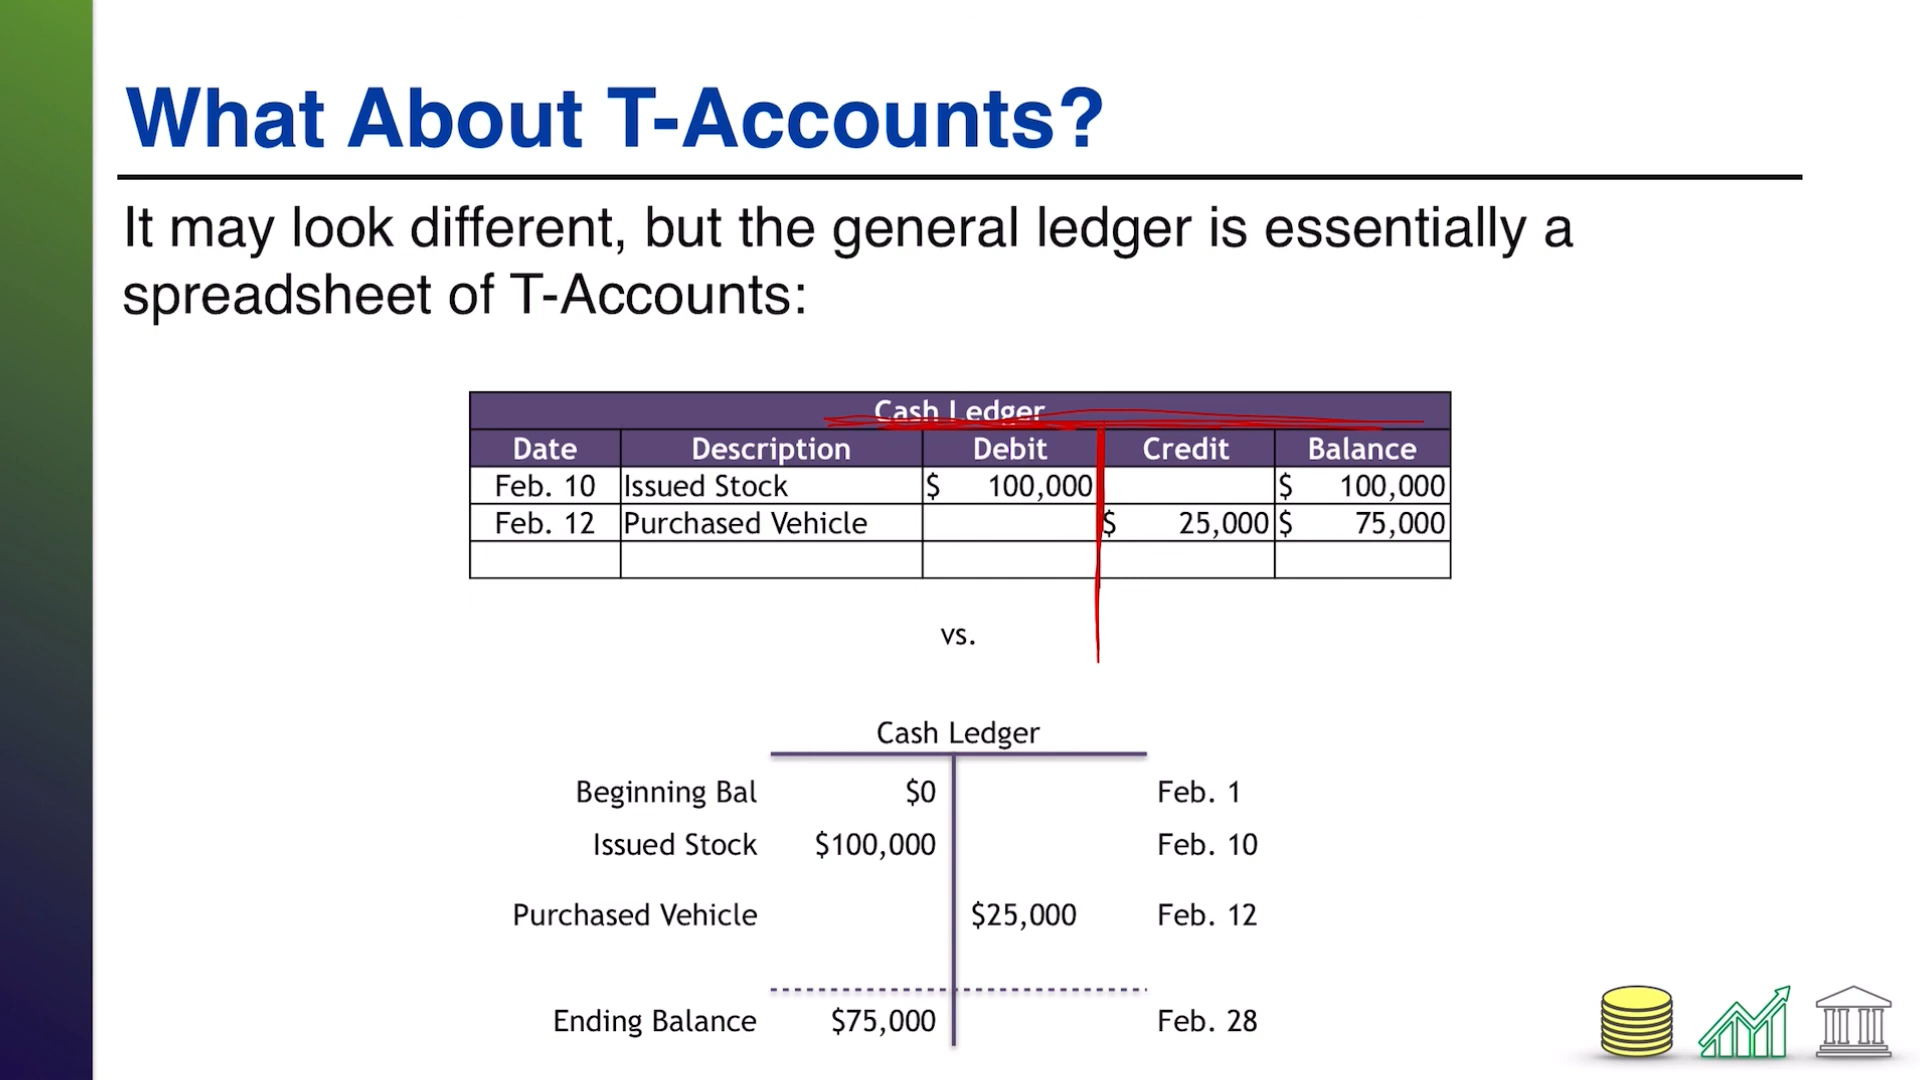 What About T-Accounts?
It may look different, but the general ledger is essentially a
spreadsheet of T-Accounts:
Cash Ledger
Date Description Debit Credit Balance
Feb. 10 Issued Stock $ 100,000 $ 100,000
Feb. 12 Purchased Vehicle $ 25,000 $ 75,000
vs.
Cash Ledger
Beginning Bal $0 Feb. 1
Issued Stock $100,000 Feb. 10
Purchased Vehicle $25,000 Feb. 12
Ending Balance $75,000 Feb. 28